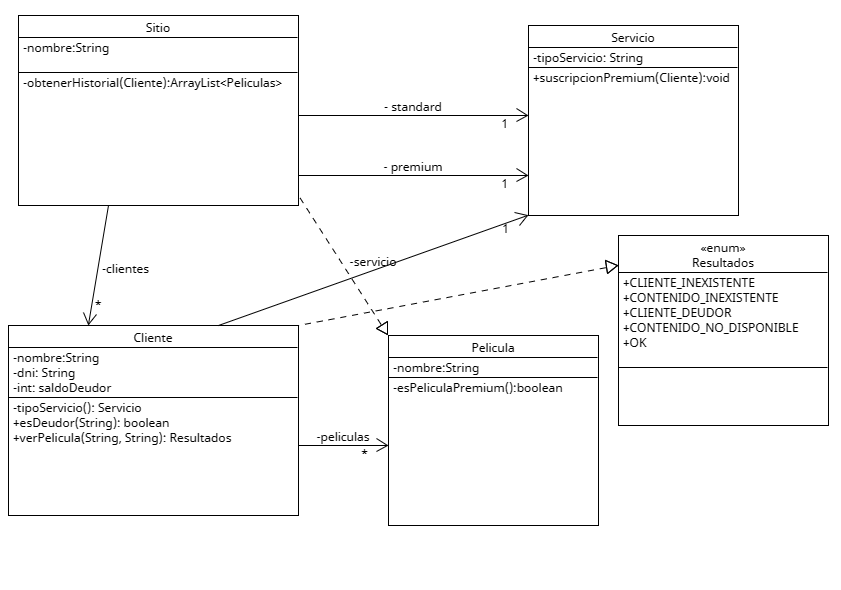 Sitio
-nombre:String
-obtenerHistorial(Cliente):ArrayList<Peliculas>
Servicio
-tipoServicio: String
+suscripcionPremium(Cliente):void
- standard
1
- premium
1
-servicio
1
-clientes
*
«enum»
Resultados
+CLIENTE_INEXISTENTE
+CONTENIDO_INEXISTENTE
+CLIENTE_DEUDOR
+CONTENIDO_NO_DISPONIBLE
+OK
Cliente
-nombre:String
-dni: String
-int: saldoDeudor
-tipoServicio(): Servicio
+esDeudor(String): boolean
+verPelicula(String, String): Resultados
-peliculas
*
Pelicula
-nombre:String
-esPeliculaPremium():boolean